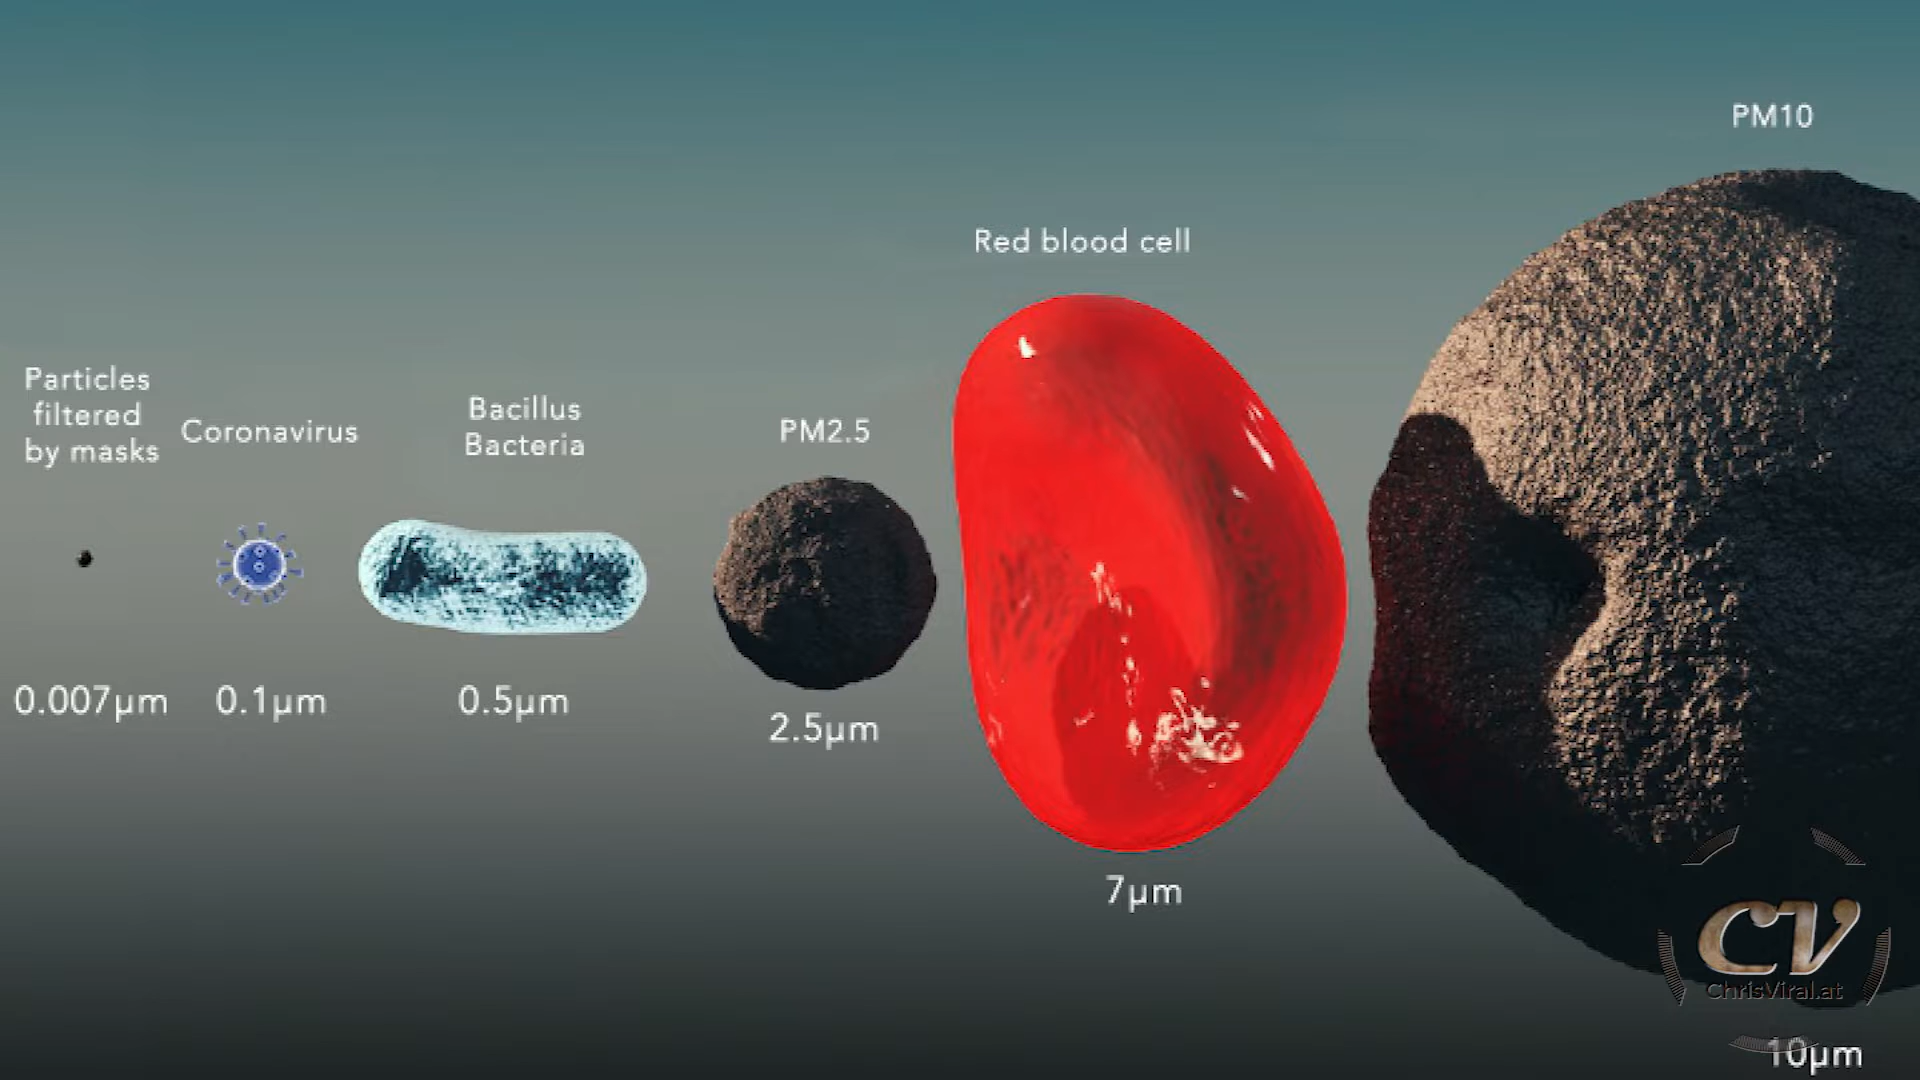 Particles
filtered
by masks
0.007µm
Coronavirus
0.1µm
Bacillus
Bacteria
0.5µm
PM2.5
2.5µm
Red blood cell
7µm
PM10
10µm
CV
ChrisViral.at